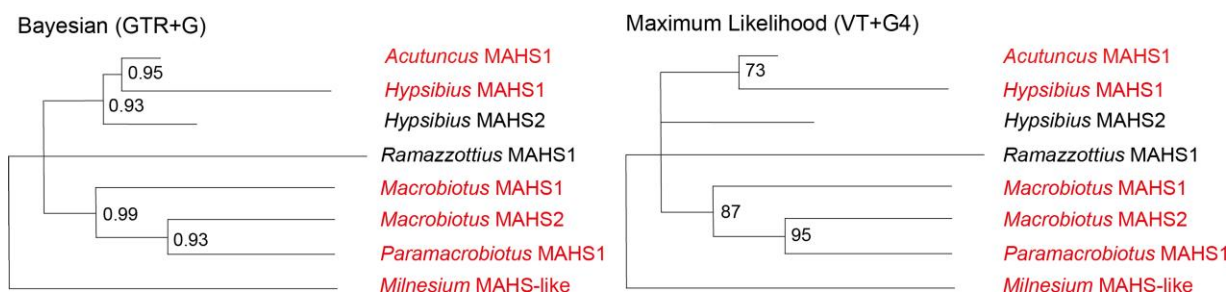 Bayesian (GTR+G)
0.95
0.93
0.99
0.93
Acutuncus MAHS1
Hypsibius MAHS1
Hypsibius MAHS2
Ramazzottius MAHS1
Macrobiotus MAHS1
Macrobiotus MAHS2
Paramacrobiotus MAHS1
Milnesium MAHS-like
Maximum Likelihood (VT+G4)
73
87
95
Acutuncus MAHS1
Hypsibius MAHS1
Hypsibius MAHS2
Ramazzottius MAHS1
Macrobiotus MAHS1
Macrobiotus MAHS2
Paramacrobiotus MAHS1
Milnesium MAHS-like